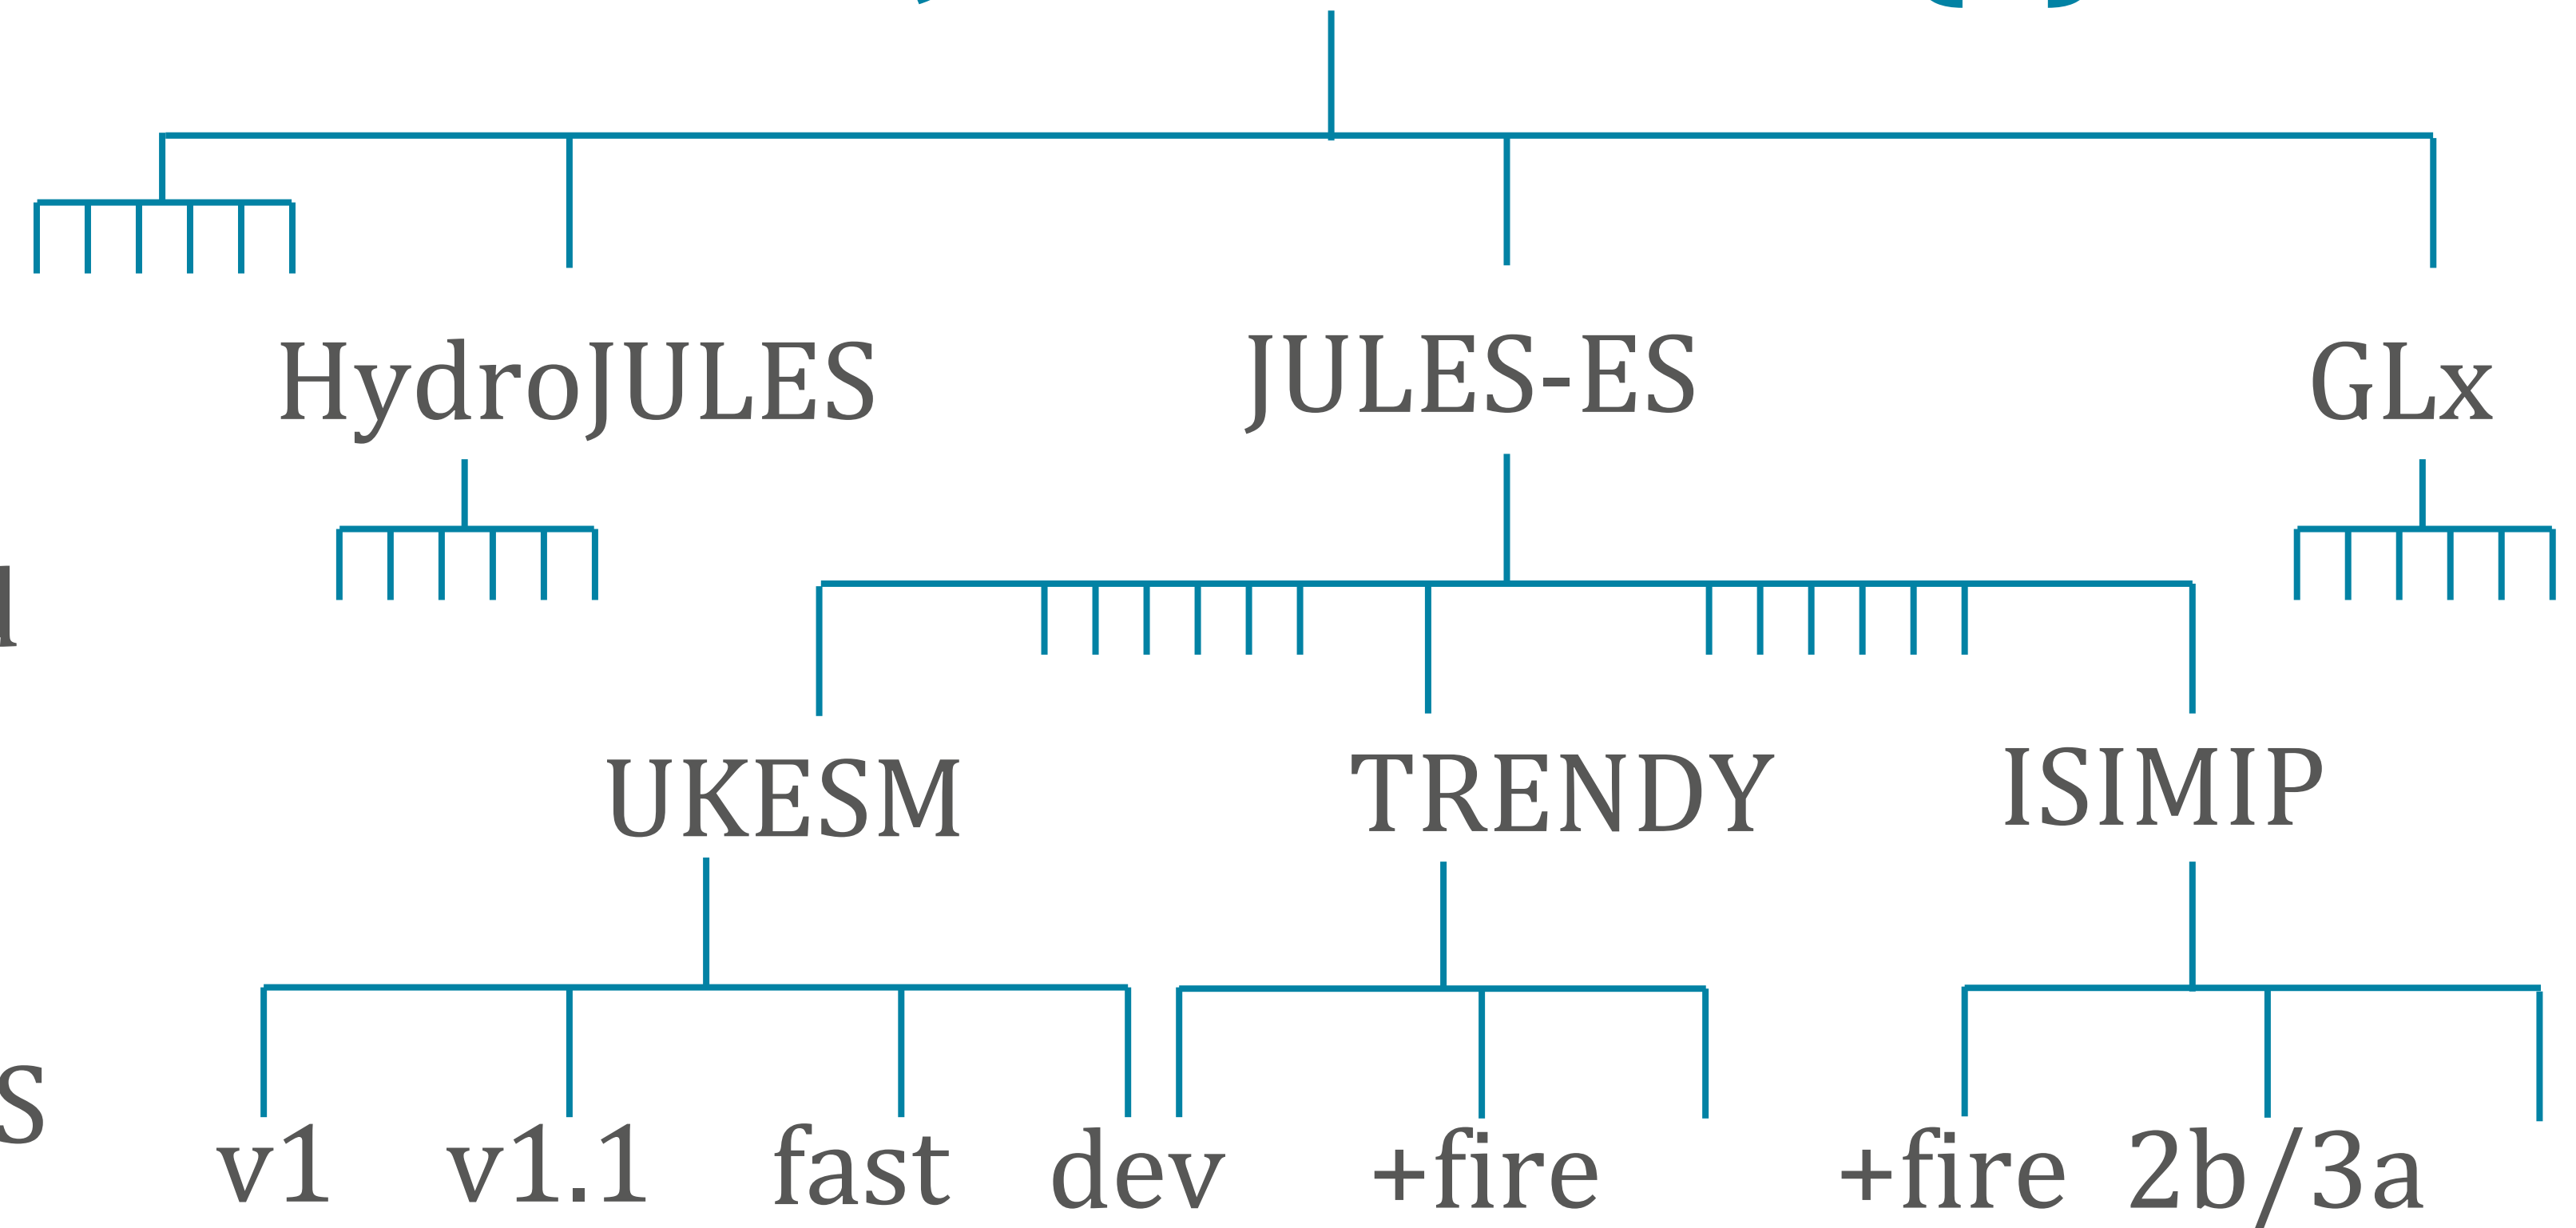 HydroJULES JULES-ES GLx
UKESM TRENDY ISIMIP
v1 v1.1 fast dev +fire +fire 2b/3a